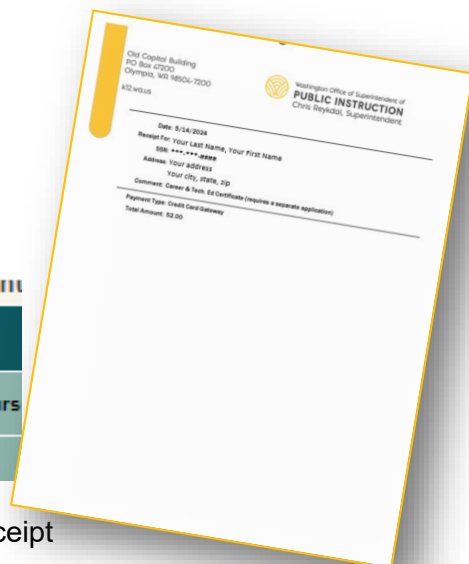 Old Capitol Building
PO Box 47200
Olympia, WA 98504-7200
k12.wa.us
Washington Office of Superintendent of
PUBLIC INSTRUCTION
Chris Reykdal, Superintendent
Date: 5/14/2024
Receipt For: Your Last Name, Your First Name
SSN: ***-***-####
Address: Your address
Your city, state, zip
Comment: Career & Tech. Ed Certificate (requires a separate application)
Payment Type: Credit Card Gateway
Total Amount: 52.00